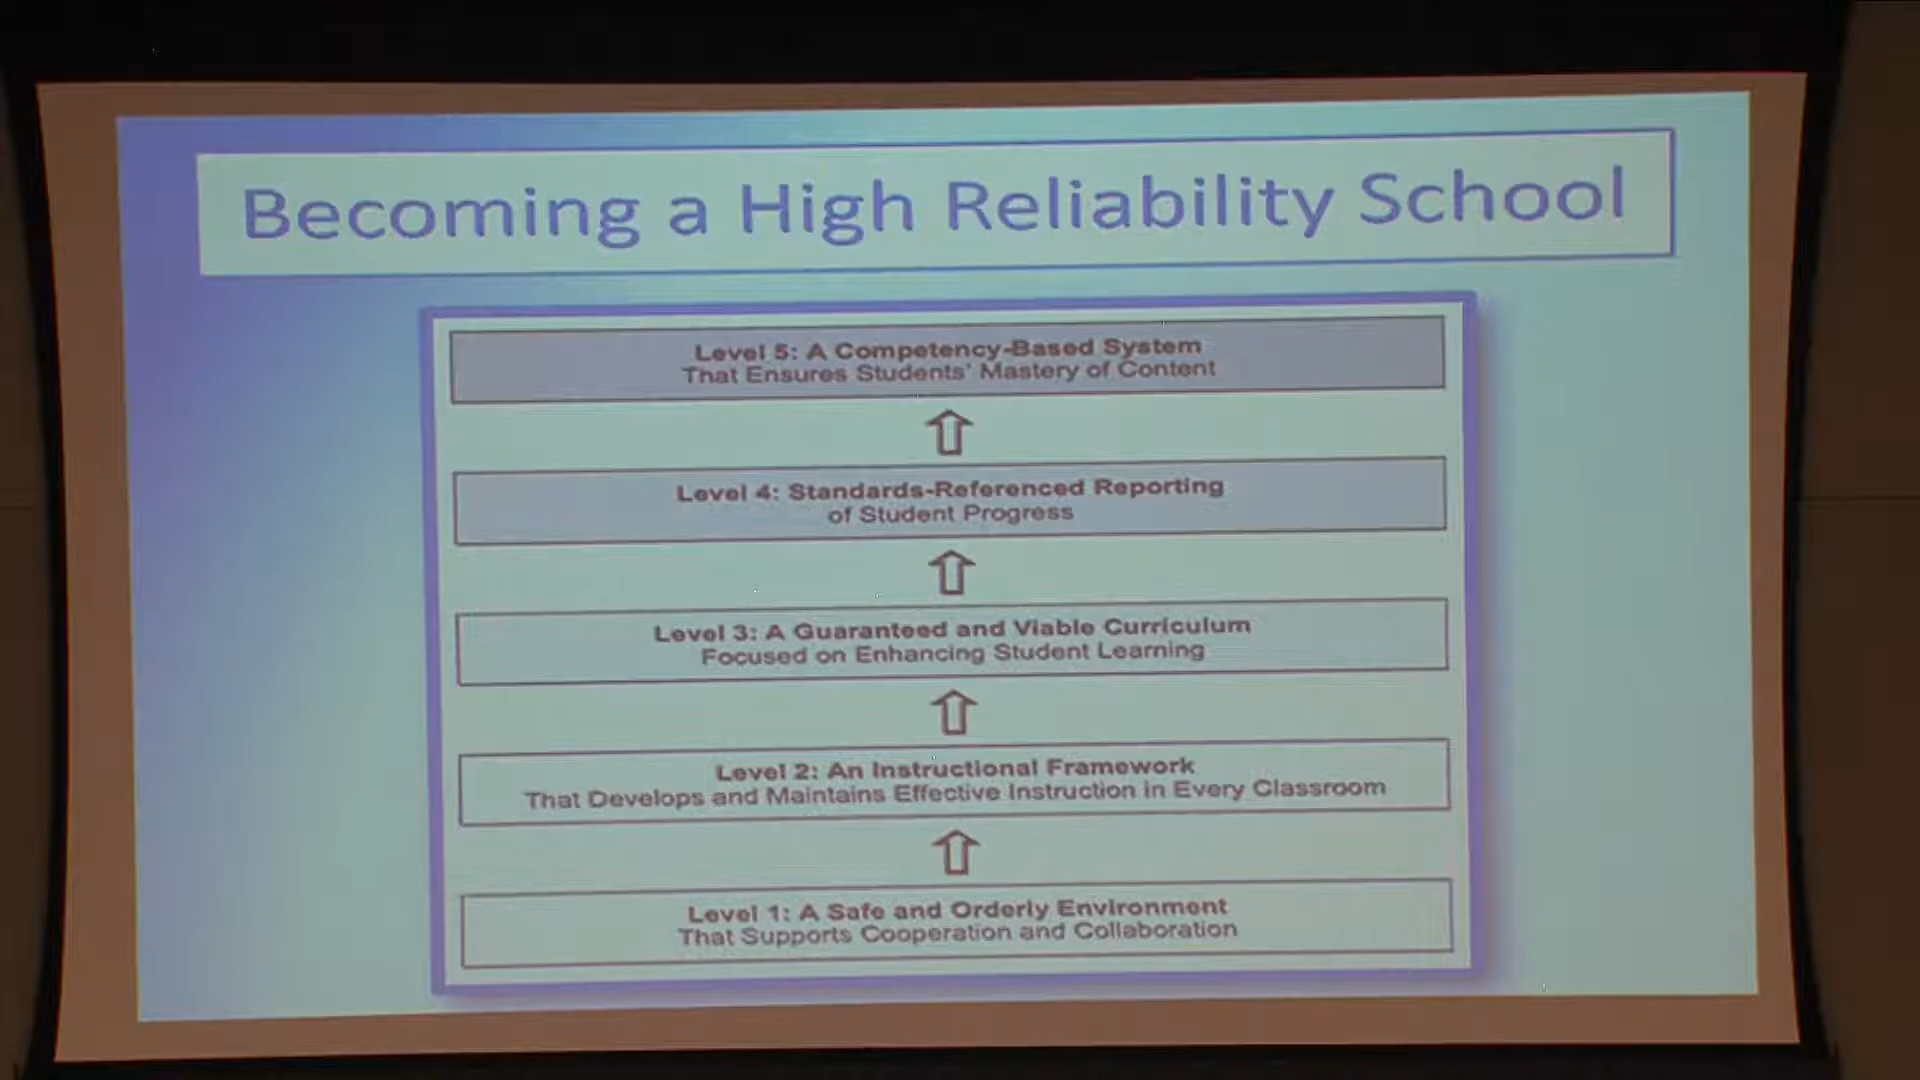 Becoming a High Reliability School
Level 5: A Competency-Based System
That Ensures Students' Mastery of Content
Level 4: Standards-Referenced Reporting
of Student Progress
Level 3: A Guaranteed and Viable Curriculum
Focused on Enhancing Student Learning
Level 2: An Instructional Framework
That Develops and Maintains Effective Instruction in Every Classroom
Level 1: A Safe and Orderly Environment
That Supports Cooperation and Collaboration